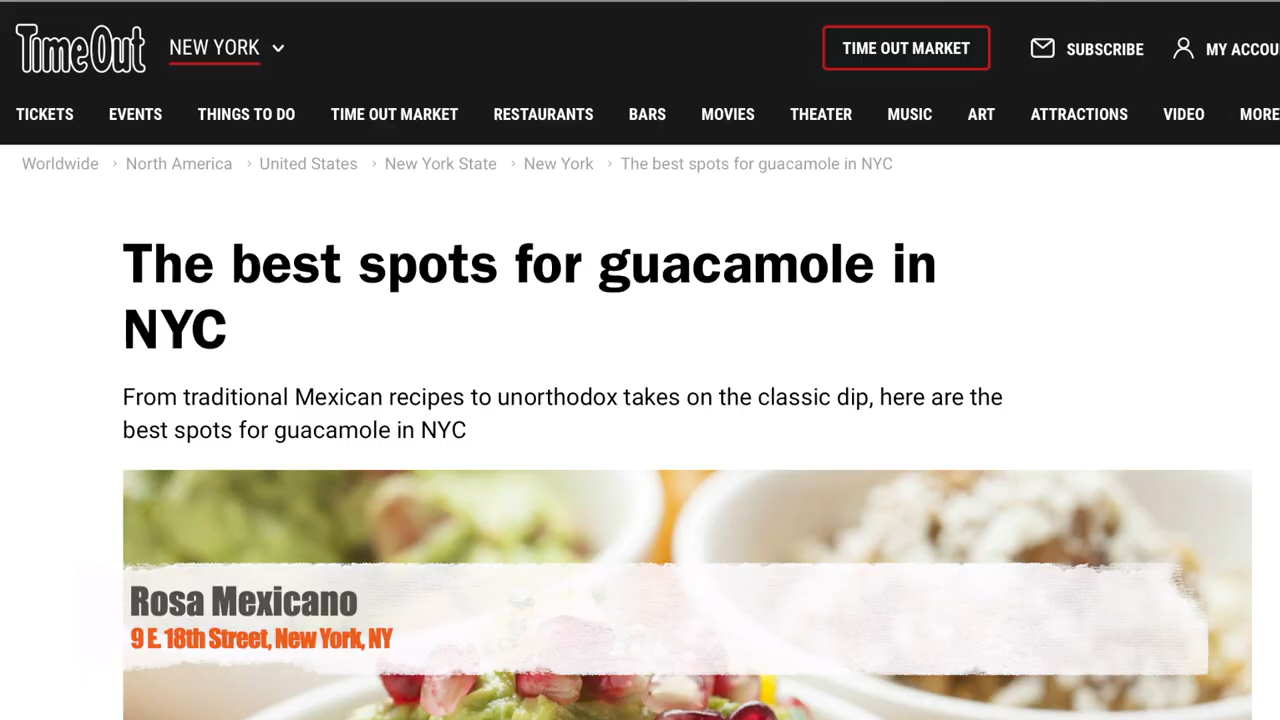 TimeOut
NEW YORK
TIME OUT MARKET
SUBSCRIBE
MY ACCOU
TICKETS EVENTS THINGS TO DO TIME OUT MARKET RESTAURANTS BARS MOVIES THEATER MUSIC ART ATTRACTIONS VIDEO MORE
Worldwide › North America › United States › New York State › New York › The best spots for guacamole in NYC
The best spots for guacamole in
NYC
From traditional Mexican recipes to unorthodox takes on the classic dip, here are the
best spots for guacamole in NYC
Rosa Mexicano
9 E. 18th Street, New York, NY